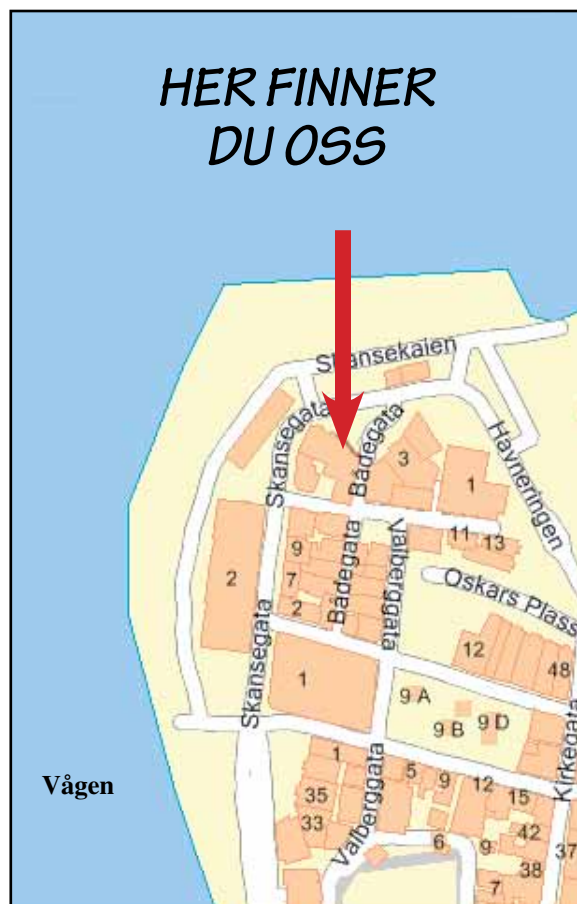 HER FINNER
DU OSS
Skansekaien
Skansegata
Bådegata
3
Havneringen
1
Skansegata
Bådegata
Valberggata
11
13
9
7
2
2
Oskars Plass
12
48
1
9 A
9 B
9 D
Skansegata
Kirkegata
Vågen
1
5
9
12
15
35
33
Valberggata
6
9
42
38
37
7